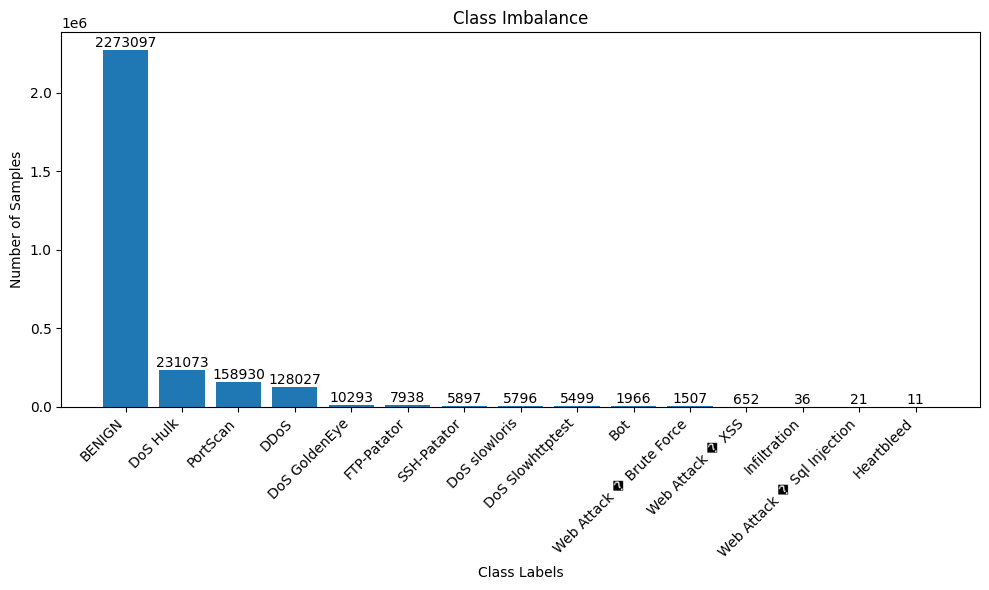 Class Imbalance
1e6
Number of Samples
2.0
1.5
1.0
0.5
0.0
2273097
231073
158930
128027
10293
7938
5897
5796
5499
1966
1507
652
36
21
11
BENIGN
DoS Hulk
PortScan
DDoS
DoS GoldenEye
FTP-Patator
SSH-Patator
DoS slowloris
DoS Slowhttptest
Bot
Web Attack � Brute Force
Web Attack � XSS
Infiltration
Web Attack � Sql Injection
Heartbleed
Class Labels